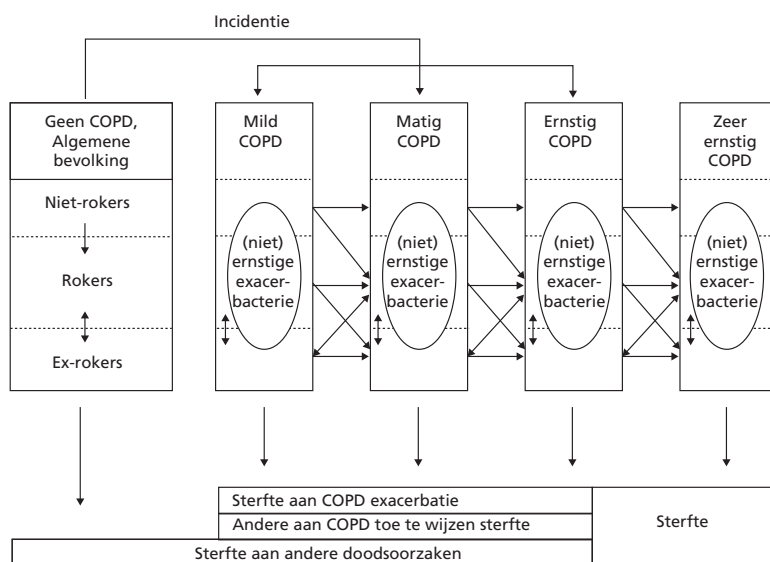 Incidentie
Geen COPD,
Algemene
bevolking
Niet-rokers
Rokers
Ex-rokers
Mild
COPD
(niet)
ernstige
exacer-
bacterie
Matig
COPD
(niet)
ernstige
exacer-
bacterie
Ernstig
COPD
(niet)
ernstige
exacer-
bacterie
Zeer
ernstig
COPD
(niet)
ernstige
exacer-
bacterie
Sterfte aan COPD exacerbatie
Andere aan COPD toe te wijzen sterfte
Sterfte aan andere doodsoorzaken
Sterfte